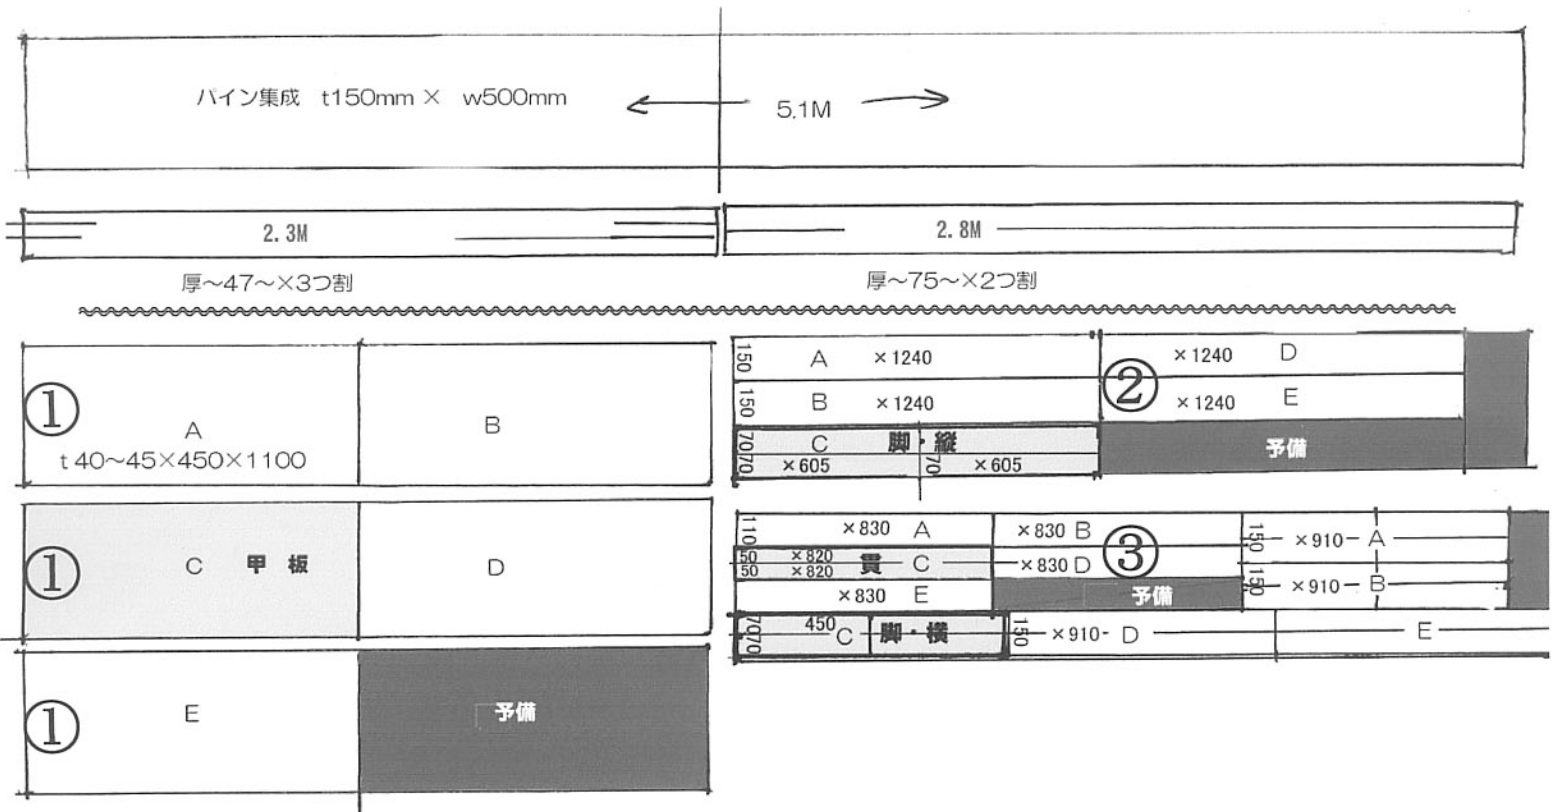 パイン集成 t150mm × w500mm
5.1M
2.3M
2.8M
厚～47～×3つ割
厚～75～×2つ割
①
A
t 40～45×450×1100
B
①
C 甲板
D
①
E
予備
150
A ×1240
②
×1240 D
150
B ×1240
×1240 E
70
C 脚・縦
予備
70
×605
70
×605
110
×830 A
×830 B
③
150
×910 A
50
×820
50
×820
貫 C
×830 D
150
×910 B
×830 E
予備
70
70
450
C 脚・横
150
×910 D
E